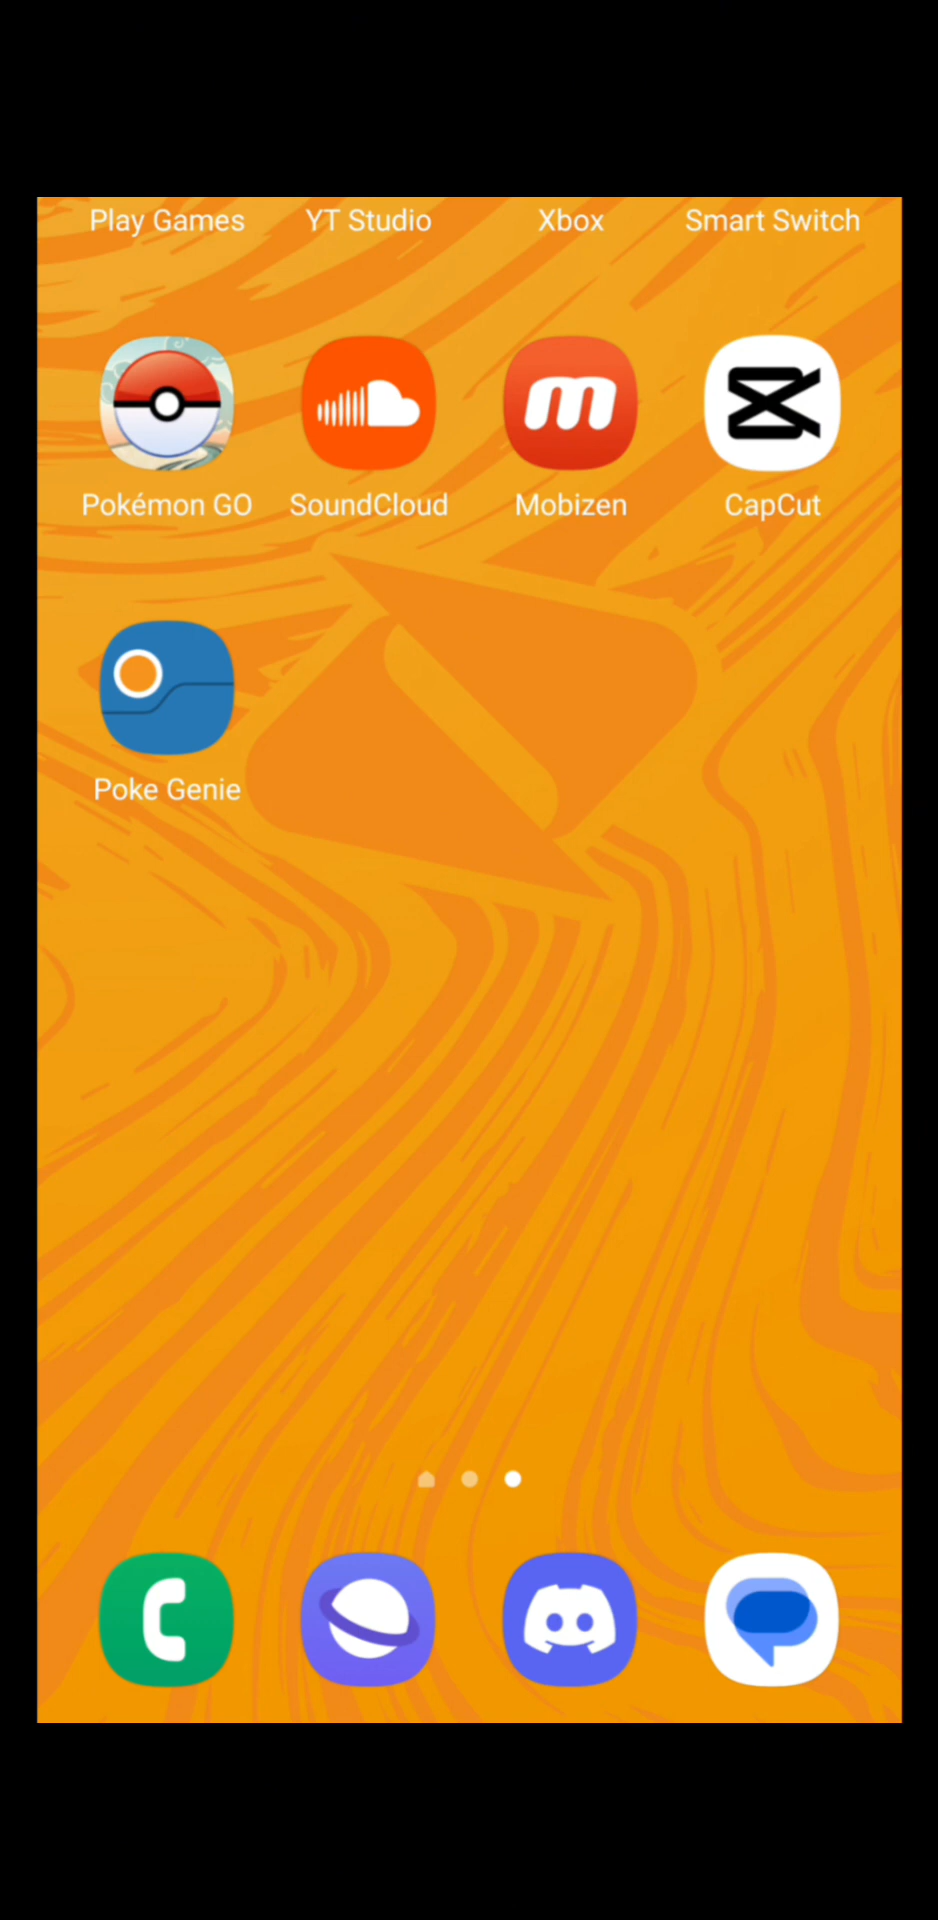 Play Games YT Studio Xbox Smart Switch
Pokémon GO SoundCloud Mobizen CapCut
Poke Genie